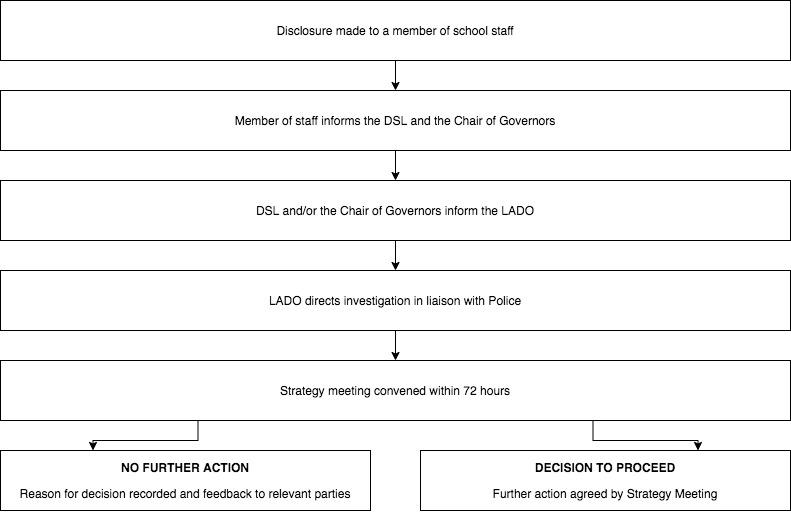 Disclosure made to a member of school staff
Member of staff informs the DSL and the Chair of Governors
DSL and/or the Chair of Governors inform the LADO
LADO directs investigation in liaison with Police
Strategy meeting convened within 72 hours
NO FURTHER ACTION
Reason for decision recorded and feedback to relevant parties
DECISION TO PROCEED
Further action agreed by Strategy Meeting